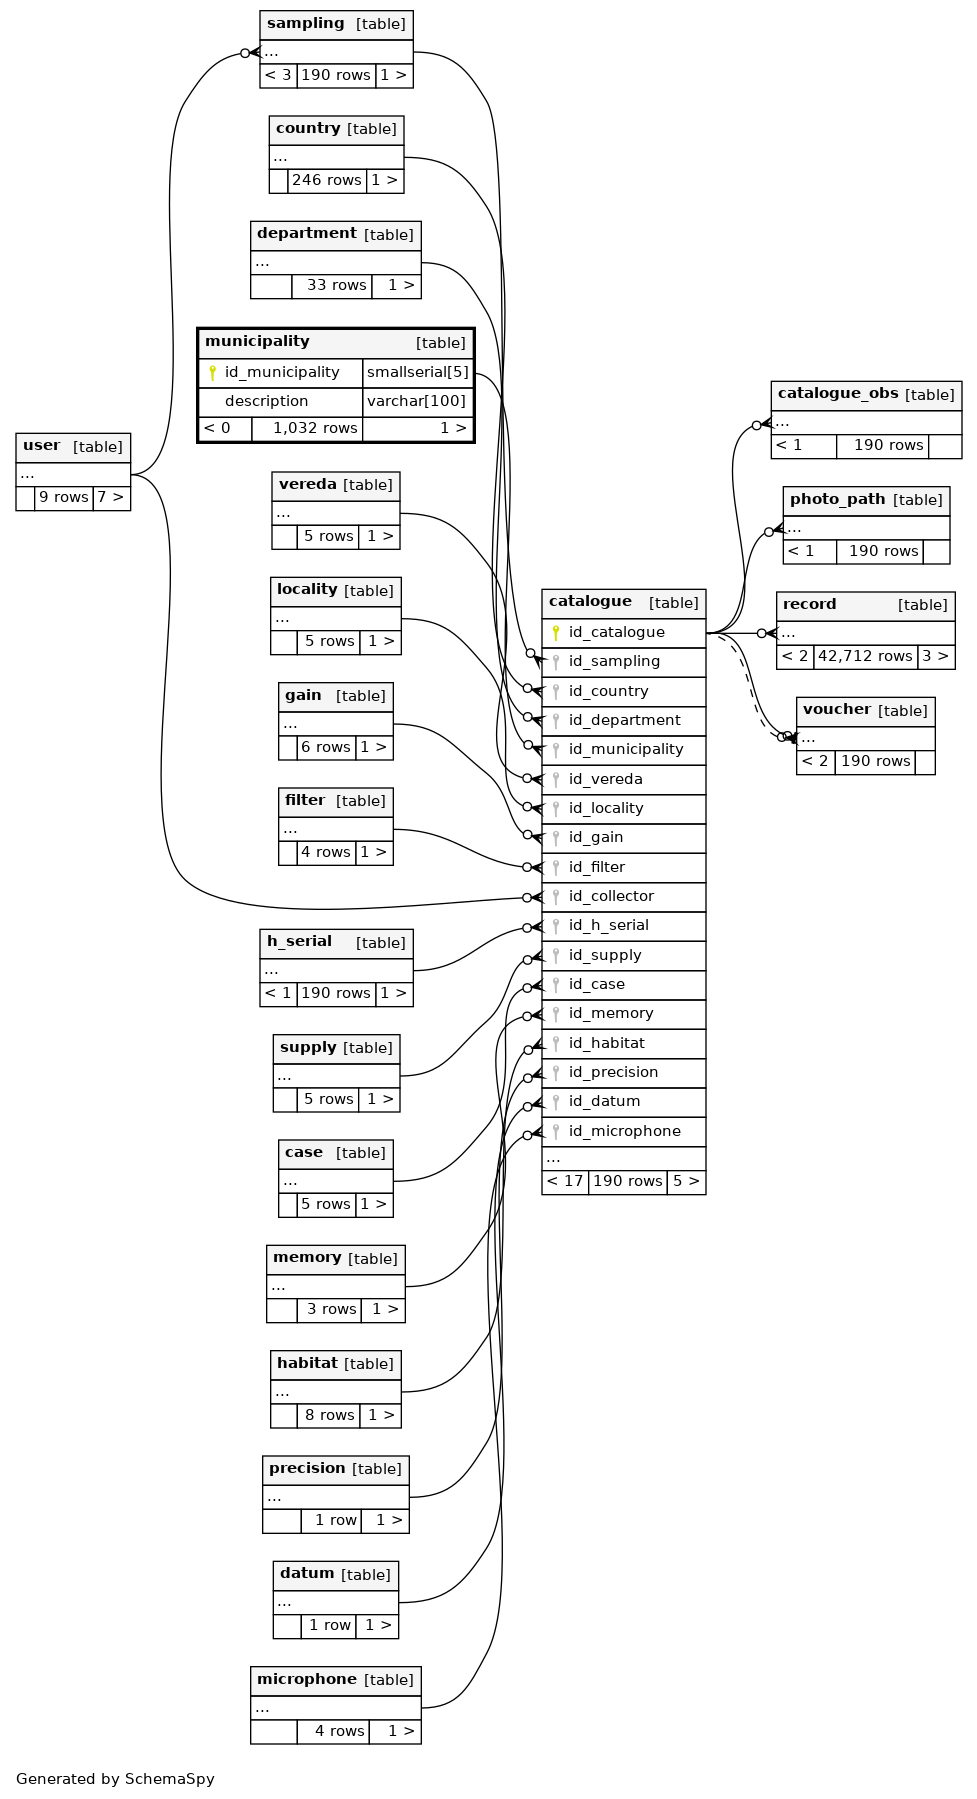 sampling [table]
...
< 3 190 rows 1 >
country [table]
...
246 rows 1 >
department [table]
...
33 rows 1 >
municipality [table]
id_municipality smallserial[5]
description varchar[100]
< 0 1,032 rows 1 >
user [table]
...
9 rows 7 >
vereda [table]
...
5 rows 1 >
locality [table]
...
5 rows 1 >
gain [table]
...
6 rows 1 >
filter [table]
...
4 rows 1 >
h_serial [table]
...
< 1 190 rows 1 >
supply [table]
...
5 rows 1 >
case [table]
...
5 rows 1 >
memory [table]
...
3 rows 1 >
habitat [table]
...
8 rows 1 >
precision [table]
...
1 row 1 >
datum [table]
...
1 row 1 >
microphone [table]
...
4 rows 1 >
catalogue [table]
id_catalogue
id_sampling
id_country
id_department
id_municipality
id_vereda
id_locality
id_gain
id_filter
id_collector
id_h_serial
id_supply
id_case
id_memory
id_habitat
id_precision
id_datum
id_microphone
...
< 17 190 rows 5 >
catalogue_obs [table]
...
< 1 190 rows
photo_path [table]
...
< 1 190 rows
record [table]
...
< 2 42,712 rows 3 >
voucher [table]
...
< 2 190 rows
Generated by SchemaSpy